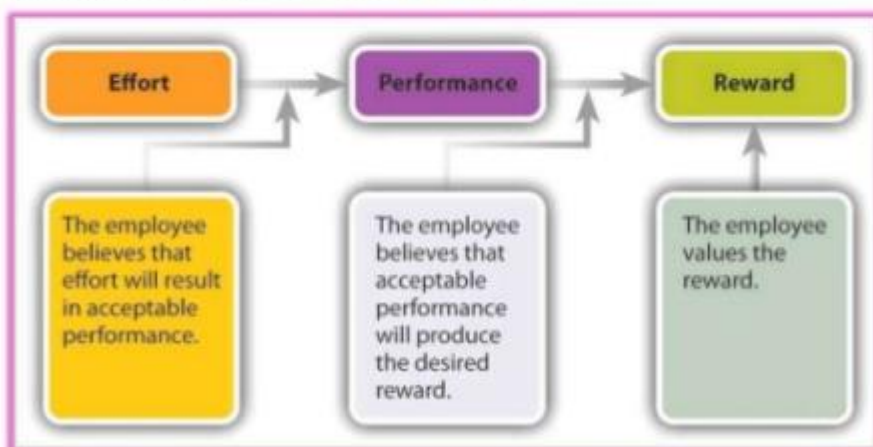 Effort
Performance
Reward
The employee
believes that
effort will result
in acceptable
performance.
The employee
believes that
acceptable
performance
will produce
the desired
reward.
The employee
values the
reward.